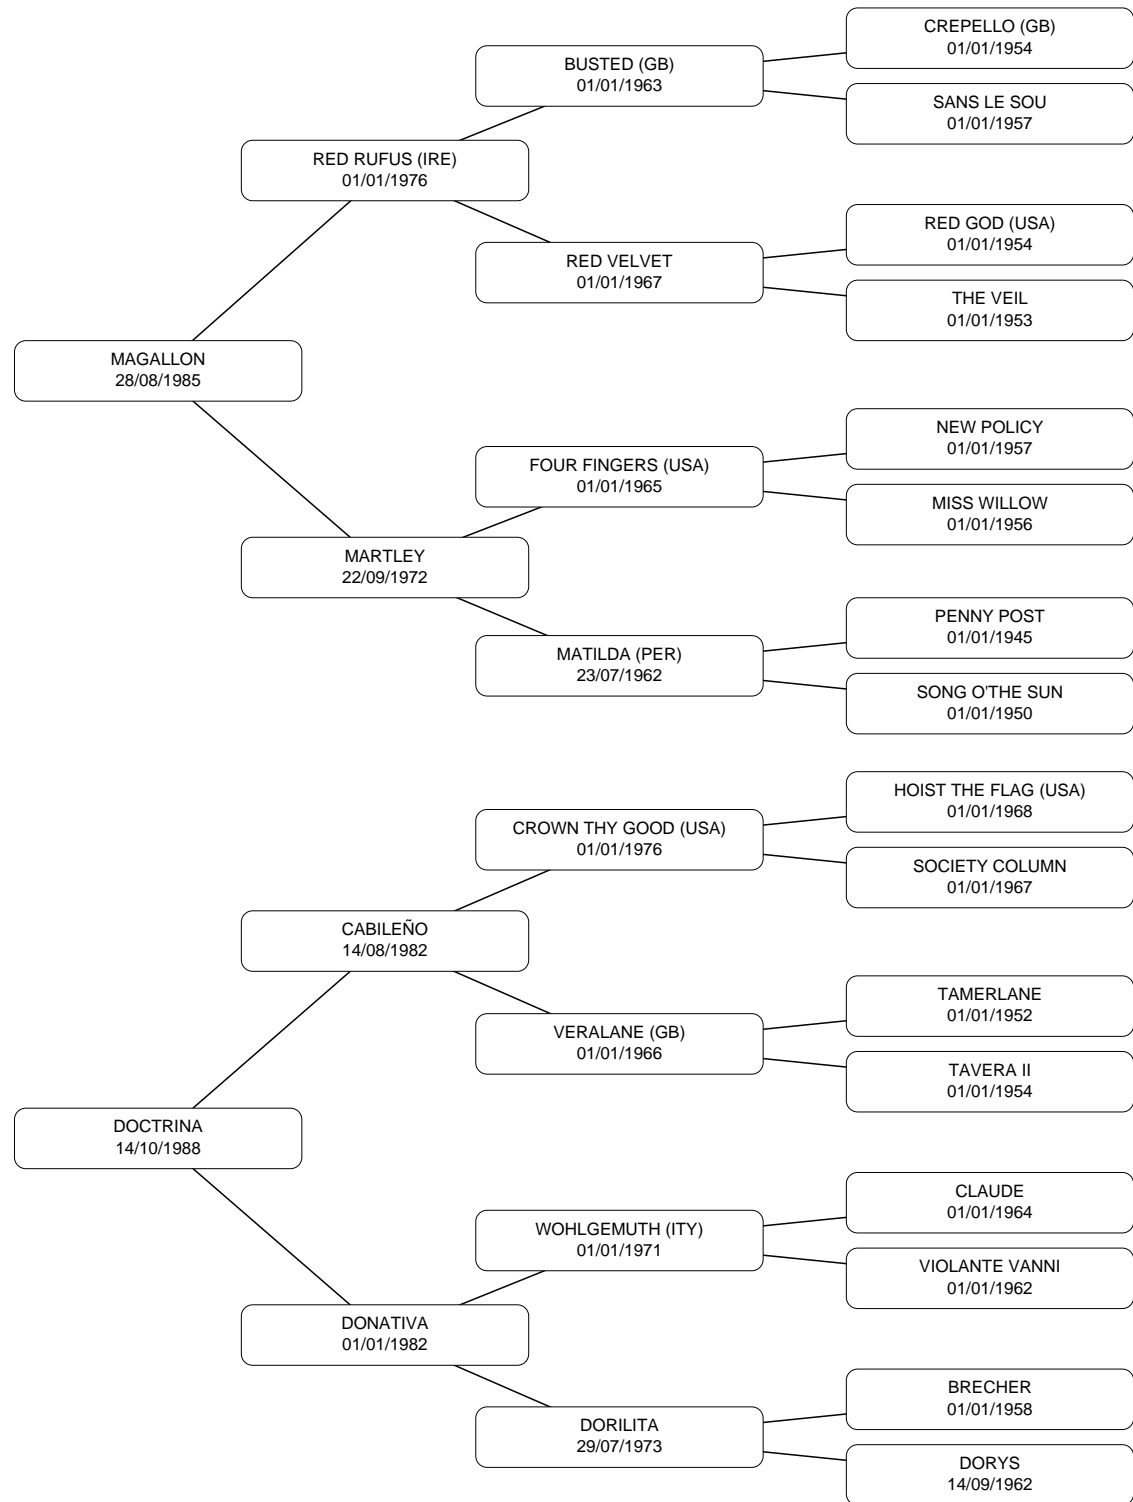 CREPELLO (GB)
01/01/1954
BUSTED (GB)
01/01/1963
SANS LE SOU
01/01/1957
RED RUFUS (IRE)
01/01/1976
RED GOD (USA)
01/01/1954
RED VELVET
01/01/1967
THE VEIL
01/01/1953
MAGALLON
28/08/1985
NEW POLICY
01/01/1957
FOUR FINGERS (USA)
01/01/1965
MISS WILLOW
01/01/1956
MARTLEY
22/09/1972
PENNY POST
01/01/1945
MATILDA (PER)
23/07/1962
SONG O'THE SUN
01/01/1950
HOIST THE FLAG (USA)
01/01/1968
CROWN THY GOOD (USA)
01/01/1976
SOCIETY COLUMN
01/01/1967
CABILEÑO
14/08/1982
TAMERLANE
01/01/1952
VERALANE (GB)
01/01/1966
TAVERA II
01/01/1954
DOCTRINA
14/10/1988
CLAUDE
01/01/1964
WOHLGEMUTH (ITY)
01/01/1971
VIOLANTE VANNI
01/01/1962
DONATIVA
01/01/1982
BRECHER
01/01/1958
DORILITA
29/07/1973
DORYS
14/09/1962